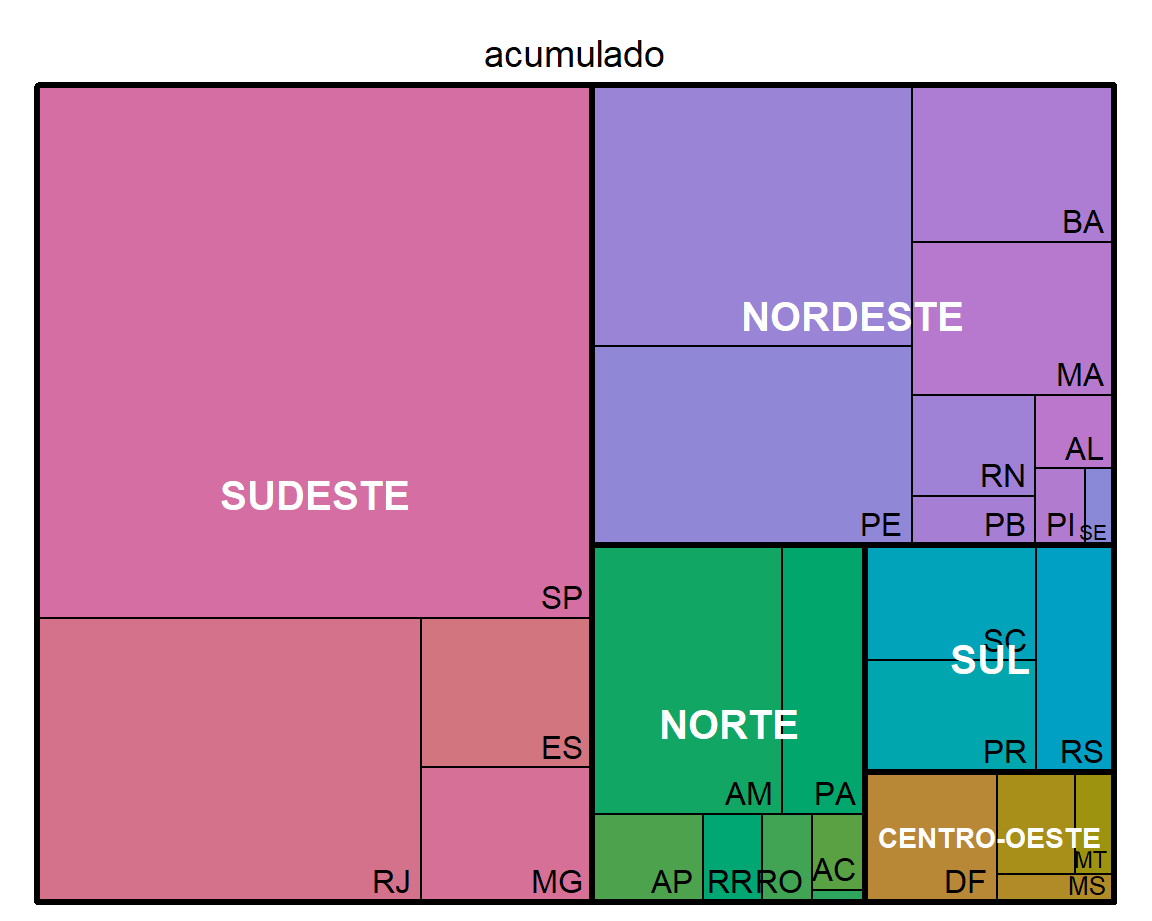 acumulado
BA
NORDESTE
MA
AL
RN
SUDESTE
PE
PB
PI
SE
SP
SC
SUL
NORTE
ES
PR
RS
AM
PA
CENTRO-OESTE
MT
AC
RJ
MG
AP
RR
RO
DF
MS